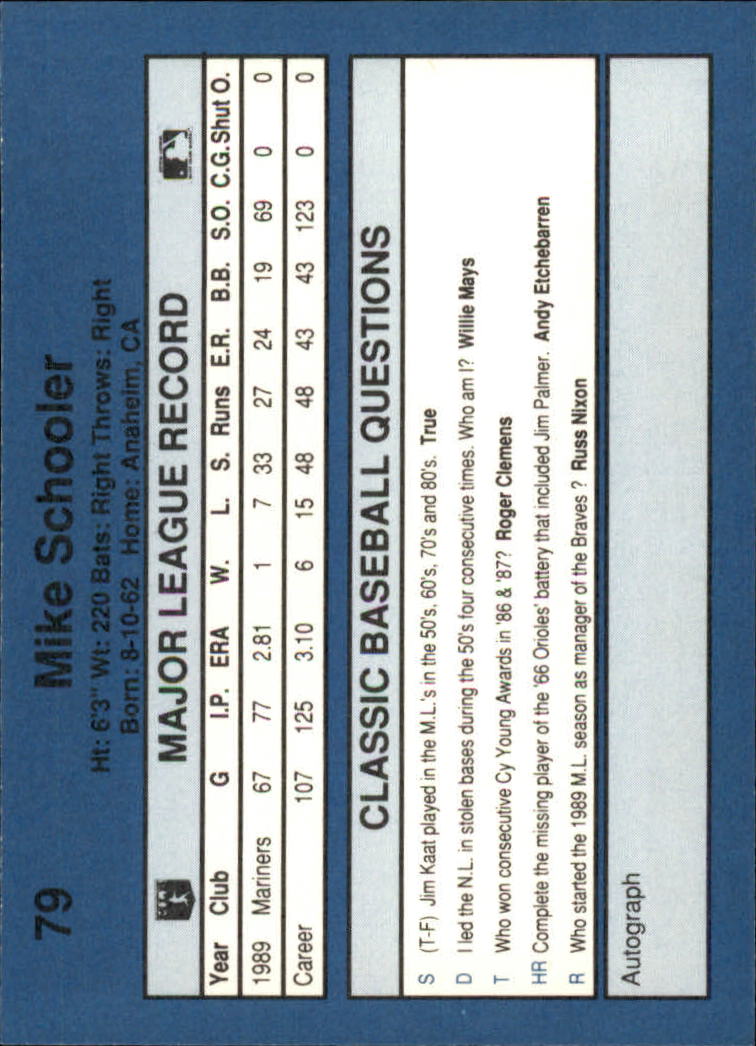 79 Mike Schooler
Ht: 6'3" Wt: 220 Bats: Right Throws: Right
Born: 8-10-62 Home: Anaheim, CA
MAJOR LEAGUE RECORD
Year Club G I.P. ERA W. L. S. Runs E.R. B.B. S.O. C.G. Shut O.
1989 Mariners 67 77 2.81 1 7 33 27 24 19 69 0 0
Career 107 125 3.10 6 15 48 48 43 43 123 0 0
CLASSIC BASEBALL QUESTIONS
S (T-F) Jim Kaat played in the M.L.'s in the 50's, 60's, 70's and 80's. True
D I led the N.L. in stolen bases during the 50's four consecutive times. Who am I? Willie Mays
T Who won consecutive Cy Young Awards in '86 & '87? Roger Clemens
HR Complete the missing player of the '66 Orioles' battery that included Jim Palmer. Andy Etchebarren
R Who started the 1989 M.L. season as manager of the Braves ? Russ Nixon
Autograph